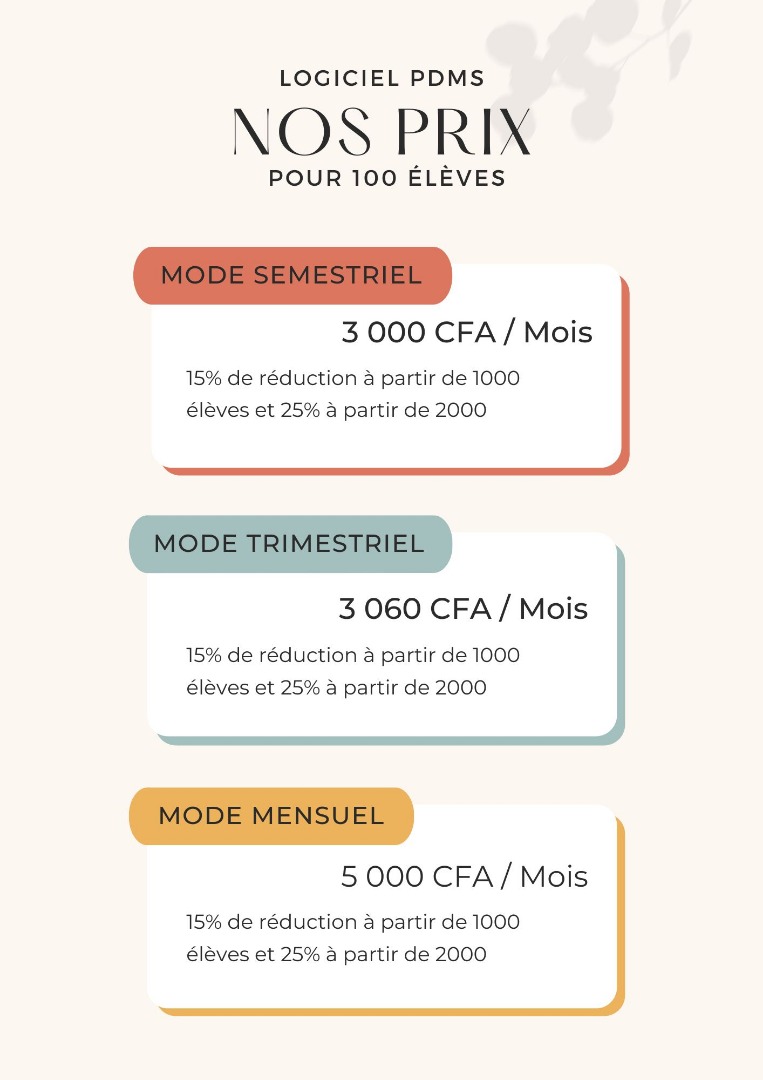 LOGICIEL PDMS
NOS PRIX
POUR 100 ÉLÈVES
MODE SEMESTRIEL
3 000 CFA / Mois
15% de réduction à partir de 1000
élèves et 25% à partir de 2000
MODE TRIMESTRIEL
3 060 CFA / Mois
15% de réduction à partir de 1000
élèves et 25% à partir de 2000
MODE MENSUEL
5 000 CFA / Mois
15% de réduction à partir de 1000
élèves et 25% à partir de 2000